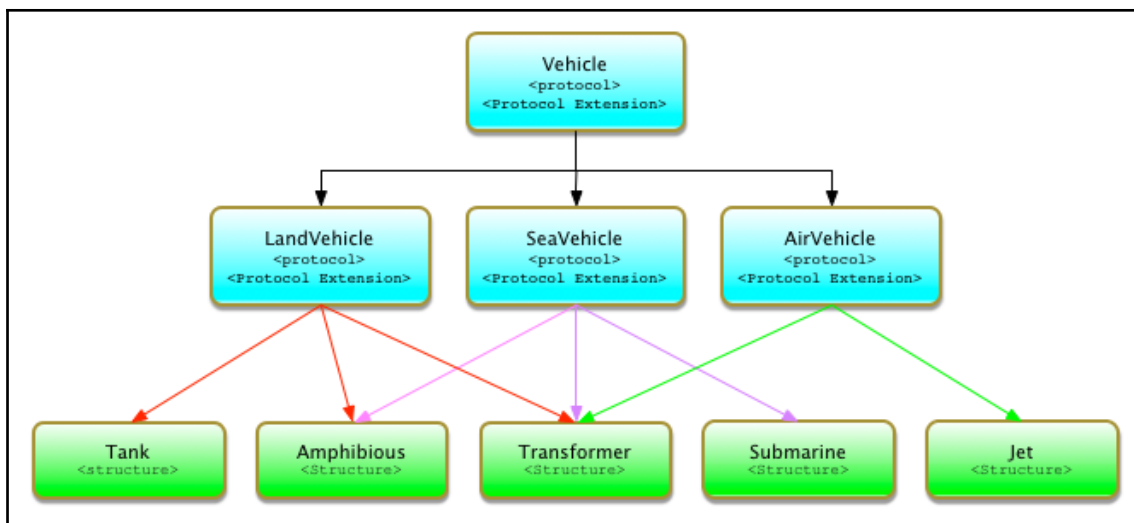 Vehicle
<protocol>
<Protocol Extension>
LandVehicle
<protocol>
<Protocol Extension>
SeaVehicle
<protocol>
<Protocol Extension>
AirVehicle
<protocol>
<Protocol Extension>
Tank
<structure>
Amphibious
<Structure>
Transformer
<Structure>
Submarine
<Structure>
Jet
<Structure>